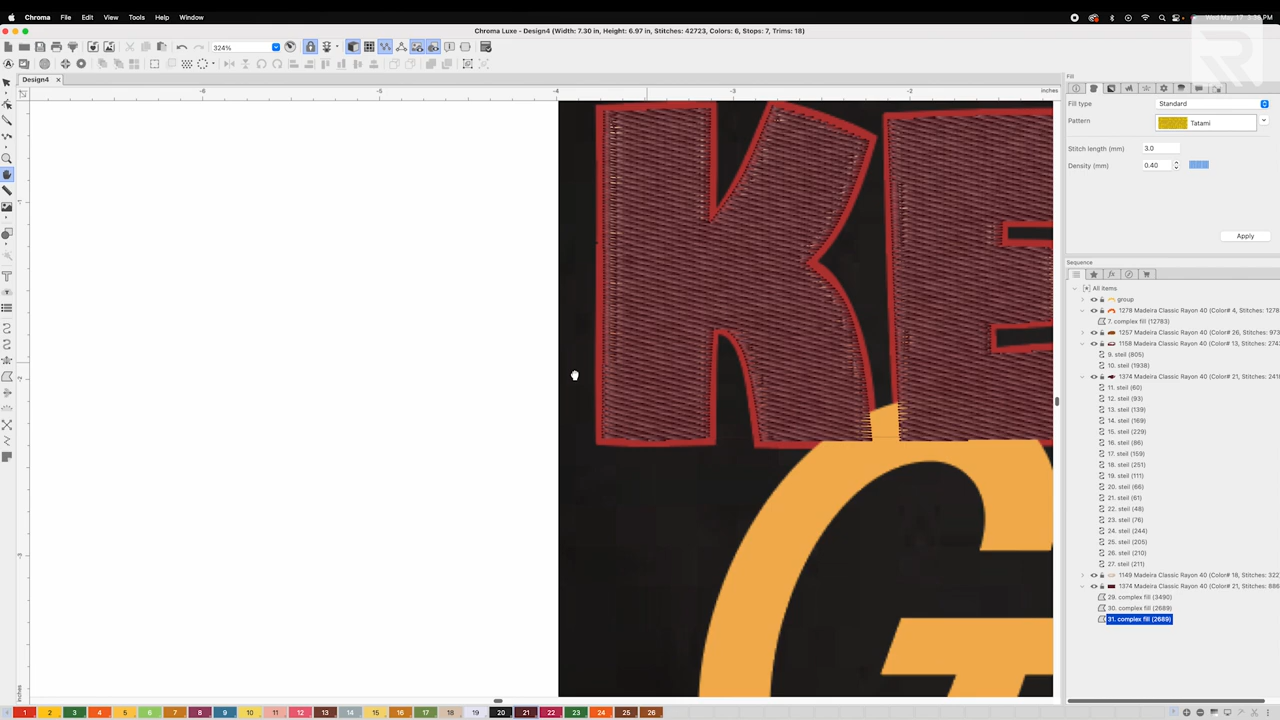 Chroma File Edit View Tools Help Window
Wed May 17 3:36 PM
Chroma Luxe - Design4 (Width: 7.30 in, Height: 6.97 in, Stitches: 42723, Colors: 6, Stops: 7, Trims: 18)
324%
Design4
-6 -5 -4 -3 -2 inches
KE
G
Fill
Fill type Standard
Pattern Tatami
Stitch length (mm) 3.0
Density (mm) 0.40
Apply
Sequence
All Items
group
1278 Madeira Classic Rayon 40 (Color# 4, Stitches: 1278
7. complex fill (12783)
1257 Madeira Classic Rayon 40 (Color# 26, Stitches: 973
1158 Madeira Classic Rayon 40 (Color# 13, Stitches: 274
9. steil (805)
10. steil (1938)
1374 Madeira Classic Rayon 40 (Color# 21, Stitches: 241
11. steil (60)
12. steil (93)
13. steil (139)
14. steil (169)
15. steil (229)
16. steil (86)
17. steil (159)
18. steil (251)
19. steil (111)
20. steil (66)
21. steil (61)
22. steil (48)
23. steil (76)
24. steil (244)
25. steil (205)
26. steil (210)
27. steil (211)
1149 Madeira Classic Rayon 40 (Color# 18, Stitches: 322
1374 Madeira Classic Rayon 40 (Color# 21, Stitches: 886
29. complex fill (3490)
30. complex fill (2689)
31. complex fill (2689)
1 2 3 4 5 6 7 8 9 10 11 12 13 14 15 16 17 18 19 20 21 22 23 24 25 26